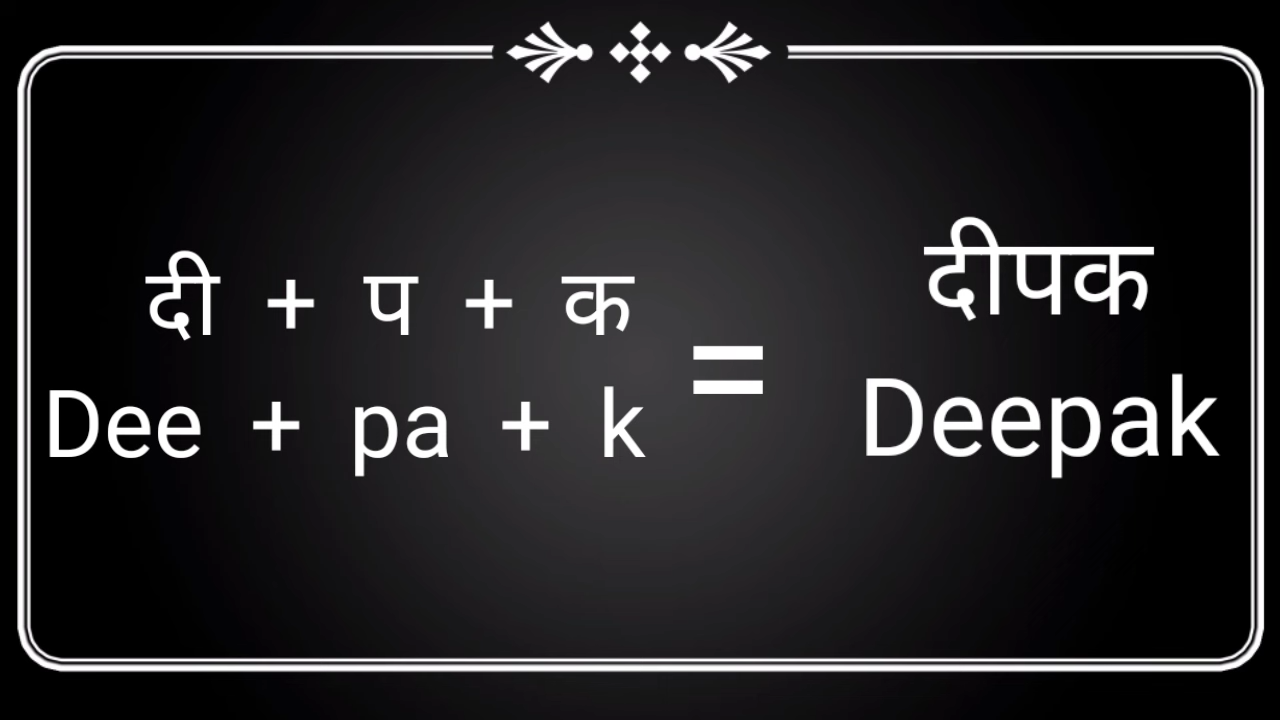 दी + प + क
Dee + pa + k
=
दीपक
Deepak